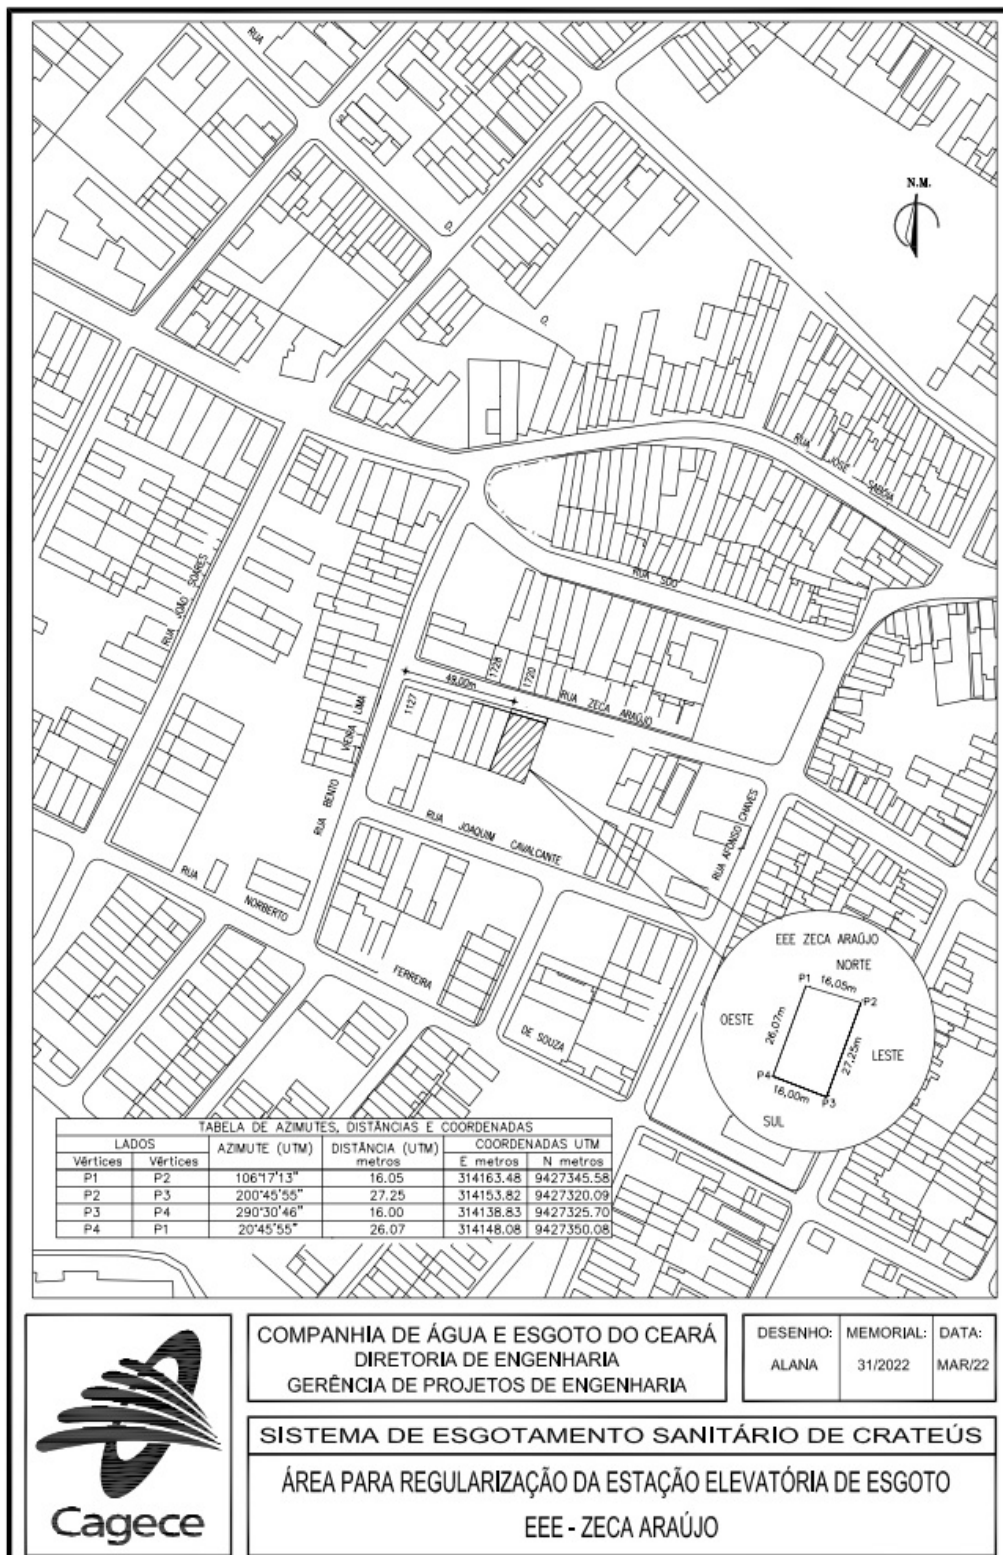 RUA
P.
N.M.
P.
RUA JOSÉ SABÓIA
RUA SDO
RUA JOÃO SOARES
1728
1720
49,00m
RUA ZECA ARAÚJO
1127
RUA BENTO VIEIRA LIMA
RUA JOAQUIM CAVALCANTE
RUA AFONSO CHAVES
RUA NORBERTO FERREIRA DE SOUZA
EEE ZECA ARAÚJO
NORTE
P1 16,05m P2
OESTE
26,07m
27,25m
LESTE
P4 16,00m P3
SUL
TABELA DE AZIMUTES, DISTÂNCIAS E COORDENADAS
LADOS AZIMUTE (UTM) DISTÂNCIA (UTM) metros COORDENADAS UTM
Vértices Vértices E metros N metros
P1 P2 106°17'13" 16.05 314163.48 9427345.58
P2 P3 200°45'55" 27.25 314153.82 9427320.09
P3 P4 290°30'46" 16.00 314138.83 9427325.70
P4 P1 20°45'55" 26.07 314148.08 9427350.08
Cagece
COMPANHIA DE ÁGUA E ESGOTO DO CEARÁ
DIRETORIA DE ENGENHARIA
GERÊNCIA DE PROJETOS DE ENGENHARIA
DESENHO: MEMORIAL: DATA:
ALANA 31/2022 MAR/22
SISTEMA DE ESGOTAMENTO SANITÁRIO DE CRATEÚS
ÁREA PARA REGULARIZAÇÃO DA ESTAÇÃO ELEVATÓRIA DE ESGOTO
EEE - ZECA ARAÚJO